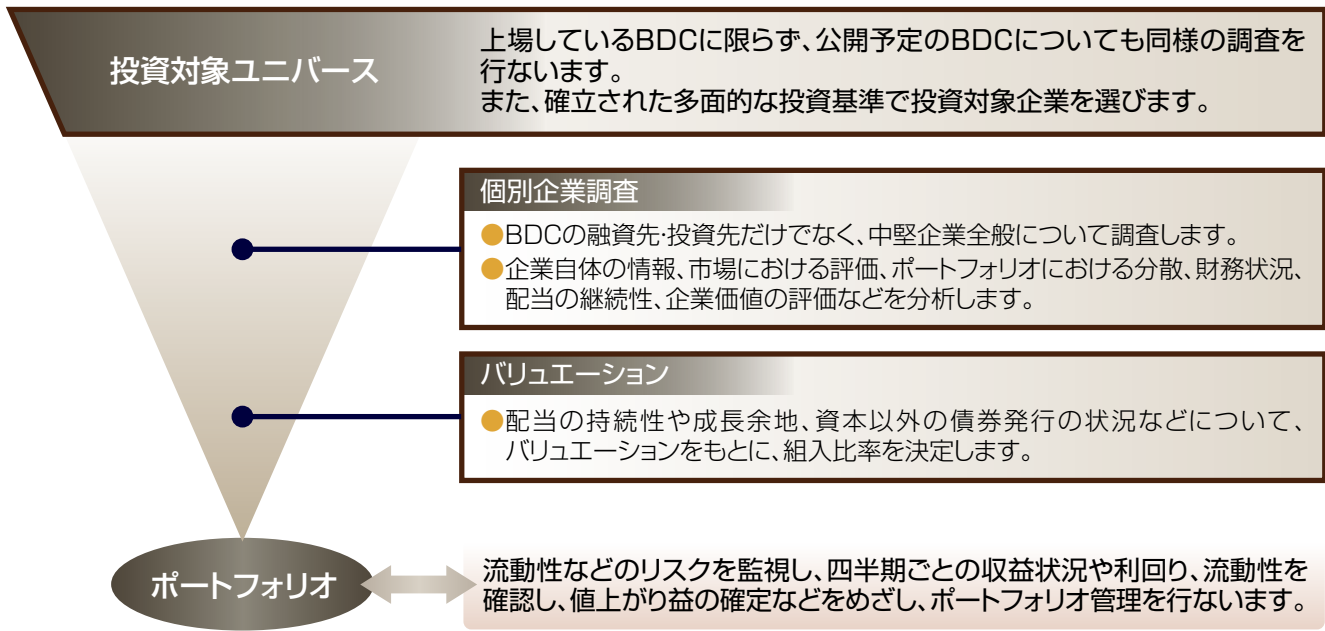 投資対象ユニバース
上場しているBDCに限らず、公開予定のBDCについても同様の調査を
行ないます。
また、確立された多面的な投資基準で投資対象企業を選びます。
個別企業調査
●BDCの融資先・投資先だけでなく、中堅企業全般について調査します。
●企業自体の情報、市場における評価、ポートフォリオにおける分散、財務状況、
配当の継続性、企業価値の評価などを分析します。
バリュエーション
●配当の持続性や成長余地、資本以外の債券発行の状況などについて、
バリュエーションをもとに、組入比率を決定します。
ポートフォリオ
流動性などのリスクを監視し、四半期ごとの収益状況や利回り、流動性を
確認し、値上がり益の確定などをめざし、ポートフォリオ管理を行ないます。